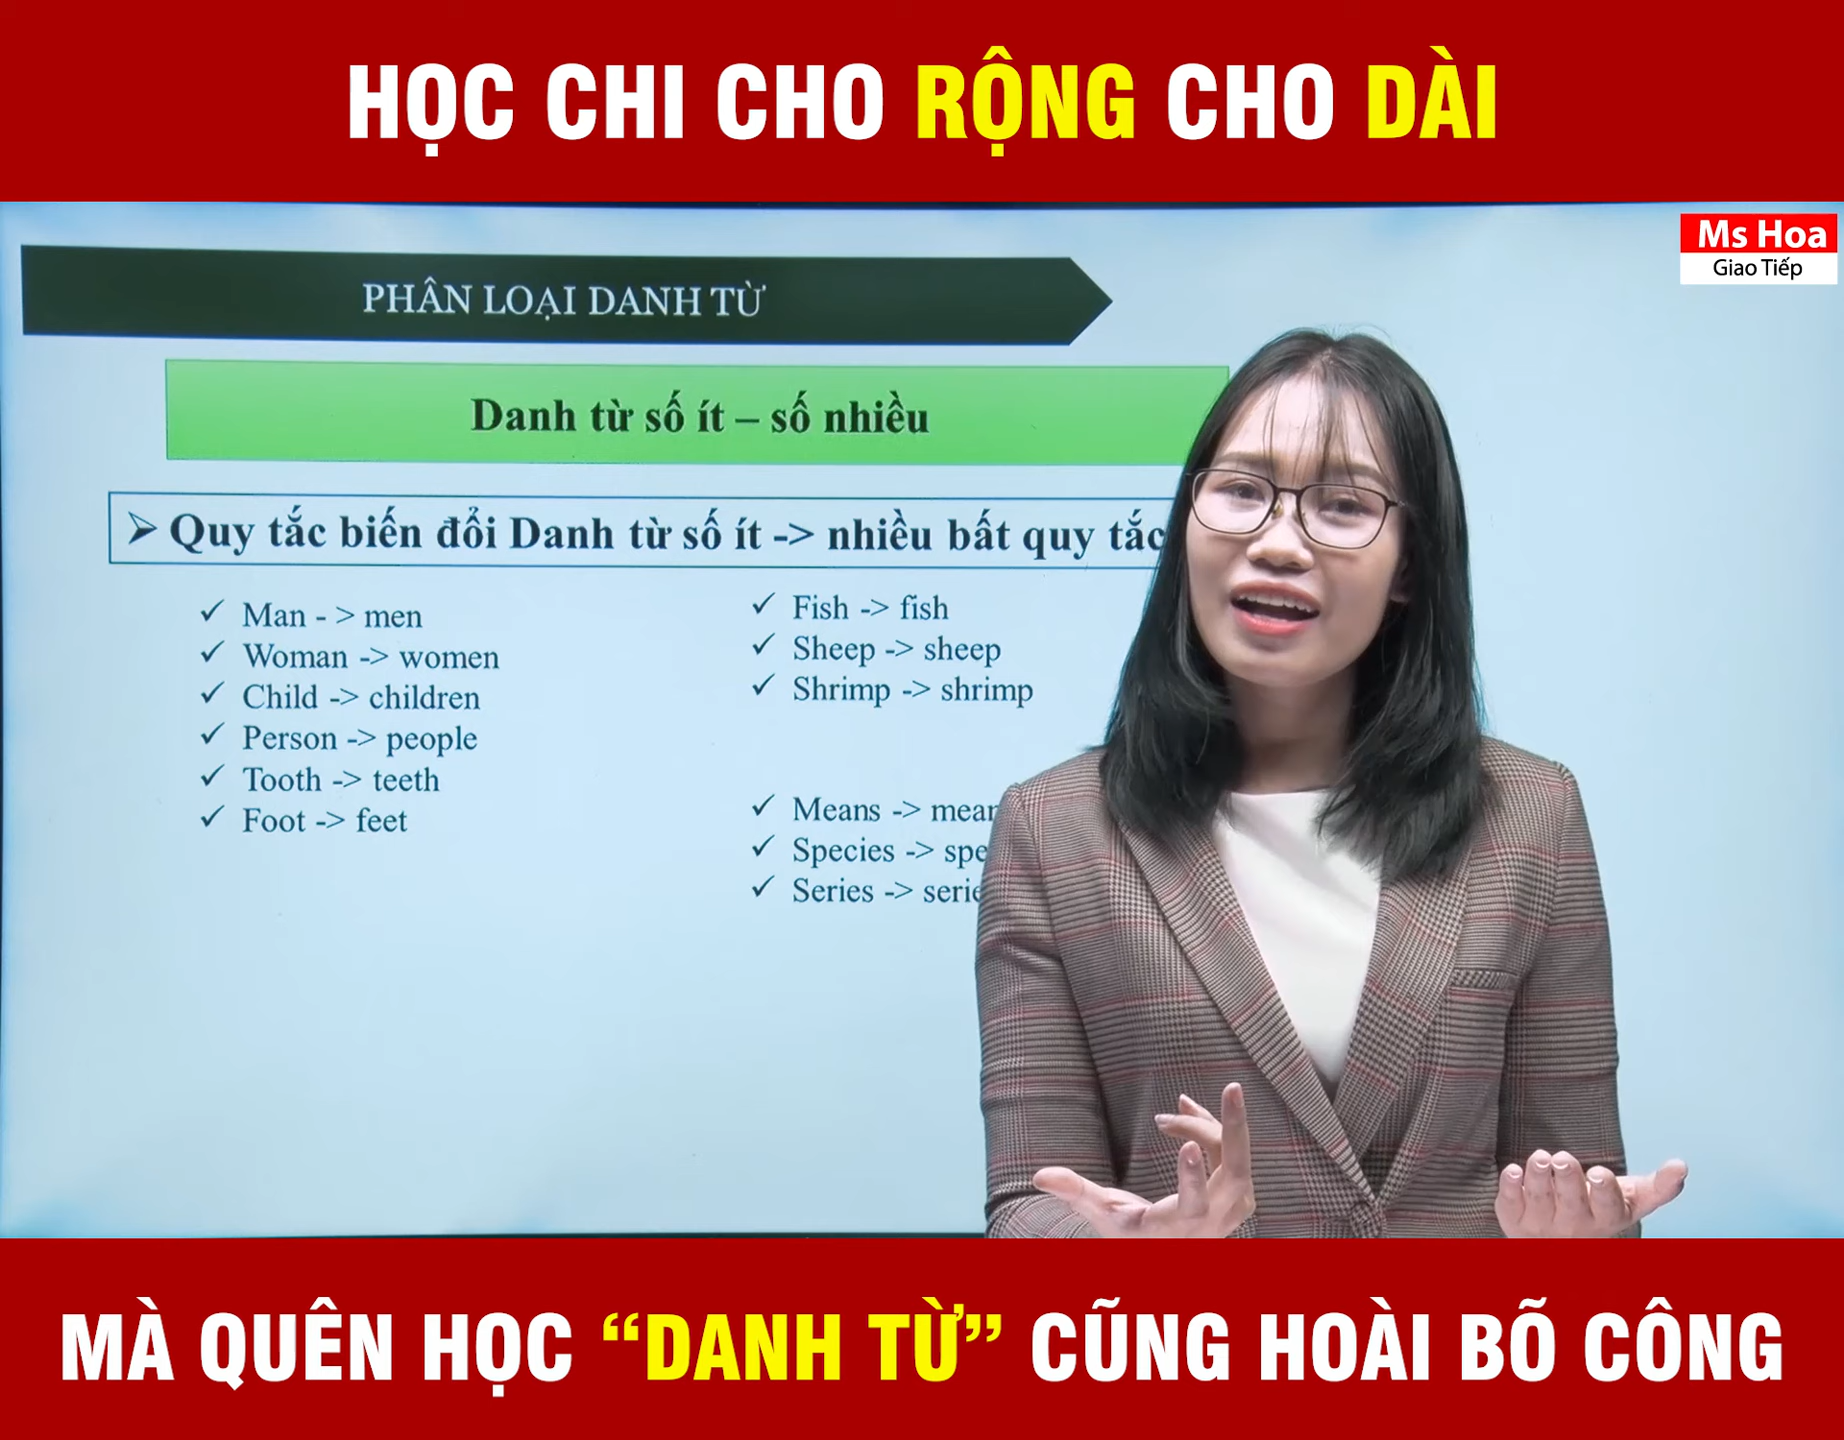 HỌC CHI CHO RỘNG CHO DÀI
Ms Hoa
Giao Tiếp
PHÂN LOẠI DANH TỪ
Danh từ số ít – số nhiều
➢ Quy tắc biến đổi Danh từ số ít -> nhiều bất quy tắc
✓ Man - > men
✓ Woman -> women
✓ Child -> children
✓ Person -> people
✓ Tooth -> teeth
✓ Foot -> feet
✓ Fish -> fish
✓ Sheep -> sheep
✓ Shrimp -> shrimp
✓ Means ->
✓ Species ->
✓ Series ->
MÀ QUÊN HỌC “DANH TỪ” CŨNG HOÀI BÕ CÔNG